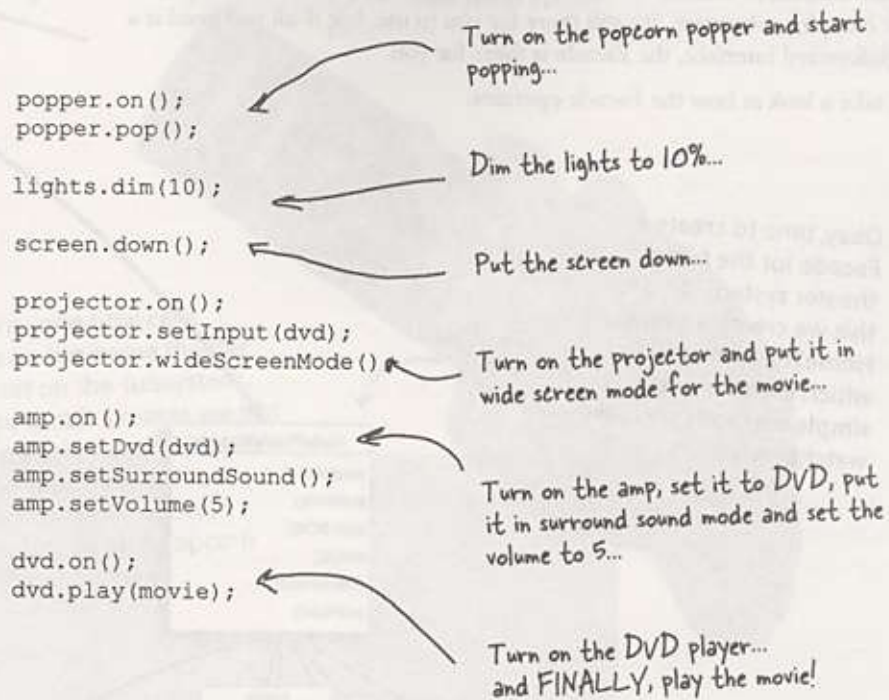 Turn on the popcorn popper and start
popping...
popper.on();
popper.pop();
Dim the lights to 10%...
lights.dim(10);
screen.down();
Put the screen down...
projector.on();
projector.setInput(dvd);
projector.wideScreenMode()
Turn on the projector and put it in
wide screen mode for the movie...
amp.on();
amp.setDvd(dvd);
amp.setSurroundSound();
amp.setVolume(5);
Turn on the amp, set it to DVD, put
it in surround sound mode and set the
volume to 5...
dvd.on();
dvd.play(movie);
Turn on the DVD player...
and FINALLY, play the movie!